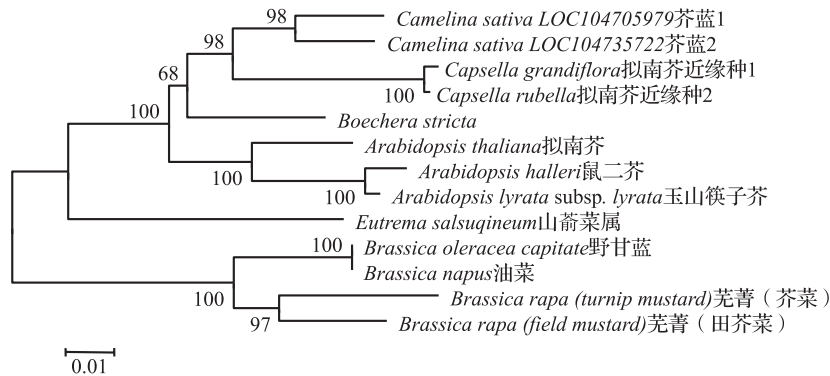 98
Camelina sativa LOC104705979芥蓝1
98
Camelina sativa LOC104735722芥蓝2
68
Capsella grandiflora拟南芥近缘种1
100
Capsella rubella拟南芥近缘种2
100
Boechera stricta
Arabidopsis thaliana拟南芥
100
Arabidopsis halleri鼠二芥
100
Arabidopsis lyrata subsp. lyrata玉山筷子芥
Eutrema salsuqineum山萮菜属
100
Brassica oleracea capitate野甘蓝
Brassica napus油菜
100
Brassica rapa (turnip mustard)芜菁（芥菜）
97
Brassica rapa (field mustard)芜菁（田芥菜）
0.01